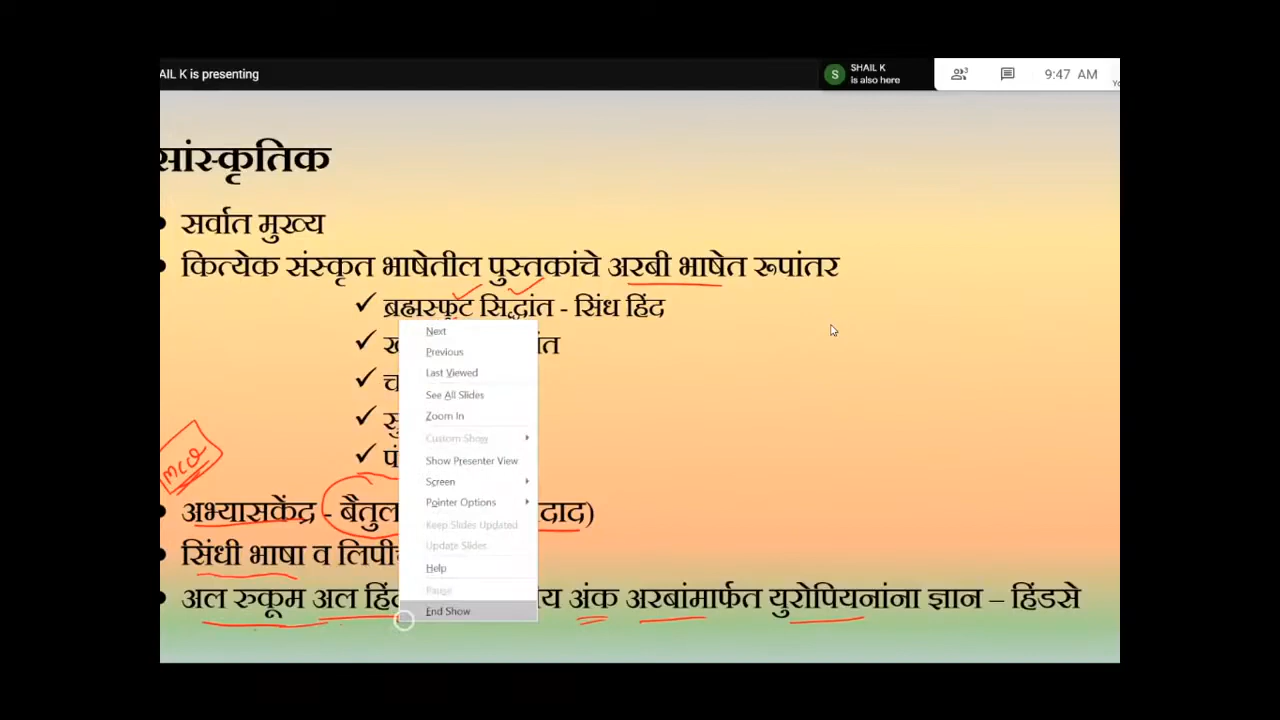 AIL K is presenting
SHAIL K
is also here
3
9:47 AM
सांस्कृतिक
सर्वात मुख्य
कित्येक संस्कृत भाषेतील पुस्तकांचे अरबी भाषेत रूपांतर
ब्रह्मस्फूट सिद्धांत - सिंध हिंद
Next
Previous
Last Viewed
See All Slides
Zoom In
Custom Show
Show Presenter View
Screen
Pointer Options
Keep Slides Updated
Update Slides
Help
Pause
End Show
MCQ
अभ्यासकेंद्र - बैतुल दाद)
सिंधी भाषा व
अल रुकूम अल य अंक अरबांमार्फत युरोपियनांना ज्ञान – हिंडसे